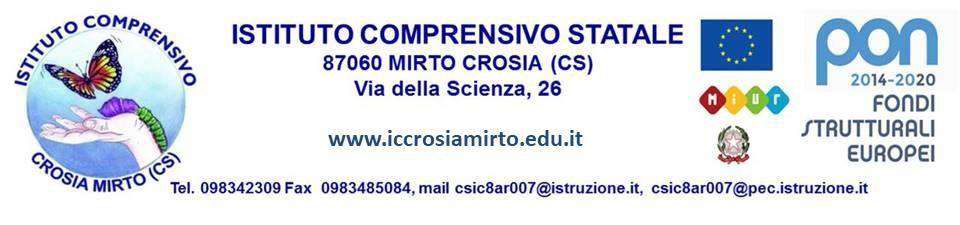 ISTITUTO COMPRENSIVO
CROSIA MIRTO (CS)
ISTITUTO COMPRENSIVO STATALE
87060 MIRTO CROSIA (CS)
Via della Scienza, 26
www.iccrosiamirto.edu.it
MiUr
pon
2014-2020
FONDI
STRUTTURALI
EUROPEI
Tel. 098342309 Fax 0983485084, mail csic8ar007@istruzione.it, csic8ar007@pec.istruzione.it